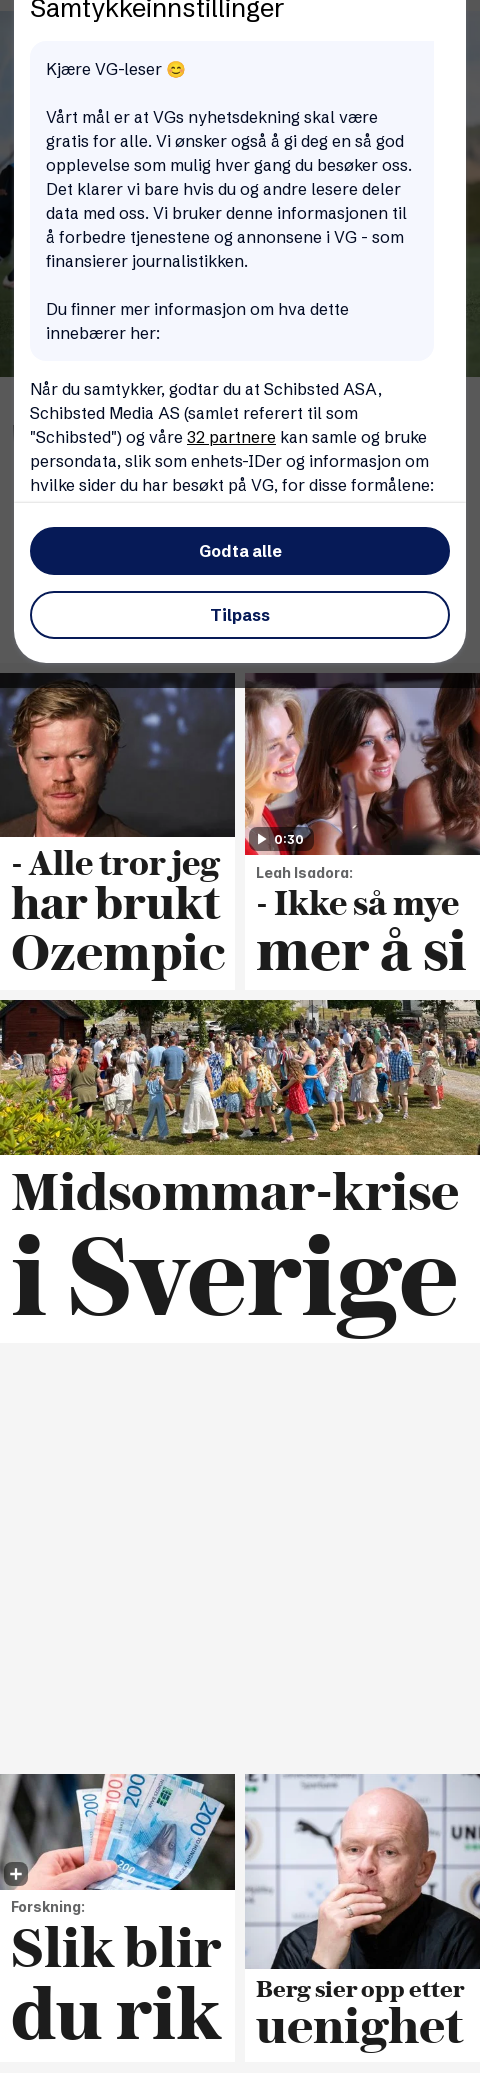 Samtykkeinnstillinger
Kjære VG-leser 😊
Vårt mål er at VGs nyhetsdekning skal være
gratis for alle. Vi ønsker også å gi deg en så god
opplevelse som mulig hver gang du besøker oss.
Det klarer vi bare hvis du og andre lesere deler
data med oss. Vi bruker denne informasjonen til
å forbedre tjenestene og annonsene i VG - som
finansierer journalistikken.
Du finner mer informasjon om hva dette
innebærer her:
Når du samtykker, godtar du at Schibsted ASA,
Schibsted Media AS (samlet referert til som
"Schibsted") og våre 32 partnere kan samle og bruke
persondata, slik som enhets-IDer og informasjon om
hvilke sider du har besøkt på VG, for disse formålene:
Godta alle
Tilpass
- Alle tror jeg
har brukt
Ozempic
0:30
Leah Isadora:
- Ikke så mye
mer å si
Midsommar-krise
i Sverige
200
100
200
200
200
Forskning:
Slik blir
du rik
Berg sier opp etter
uenighet